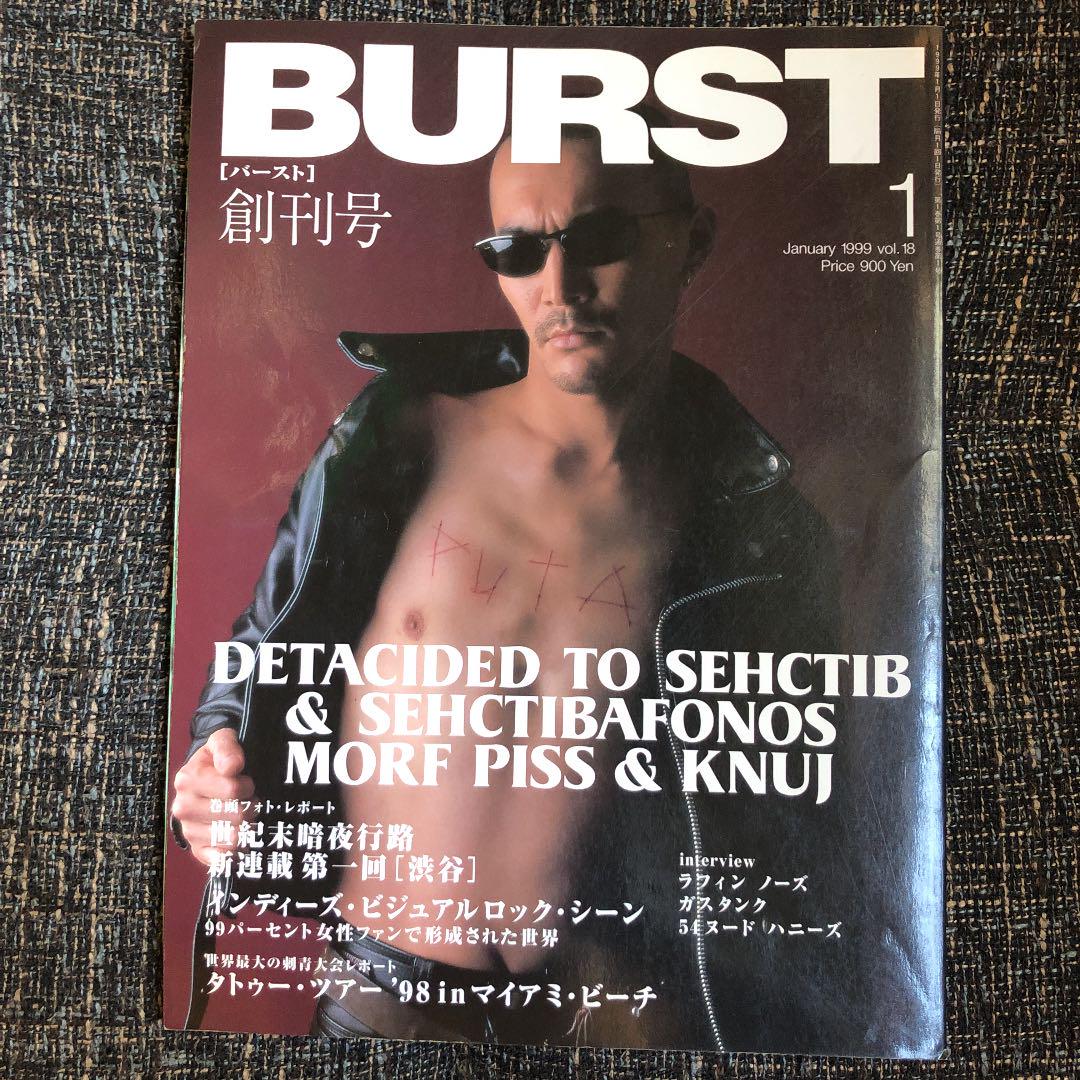 BURST
[バースト]
創刊号
1
January 1999 vol.18
Price 900 Yen
PUTA
DETACIDED TO SEHCTIB
& SEHCTIBAFONOS
MORF PISS & KNUJ
巻頭フォト・レポート
世紀末暗夜行路
新連載 第一回[渋谷]
インディーズ・ビジュアルロック・シーン
99パーセント女性ファンで形成された世界
世界最大の刺青大会レポート
タトゥー・ツアー '98 in マイアミ・ビーチ
interview
ラフィン ノーズ
ガスタンク
54ヌード ハニーズ